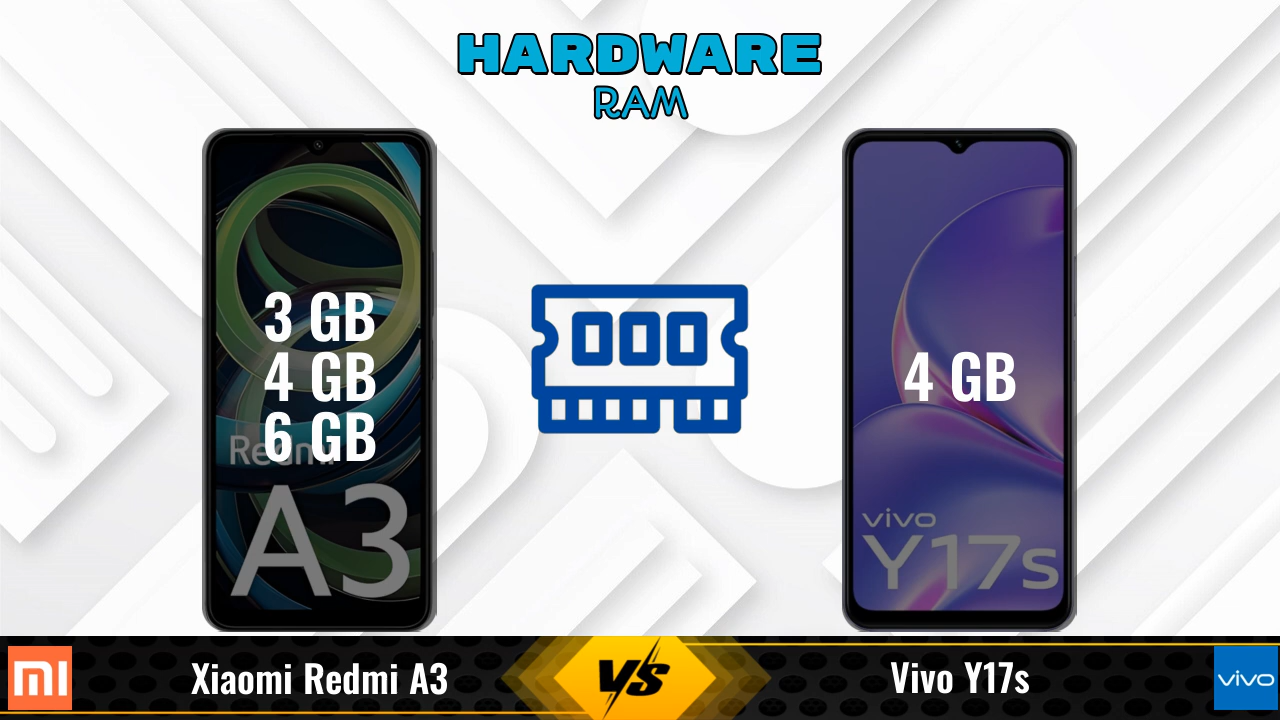 HARDWARE
RAM
3 GB
4 GB
6 GB
Redmi
A3
4 GB
vivo
Y17s
mi
Xiaomi Redmi A3
VS
Vivo Y17s
vivo